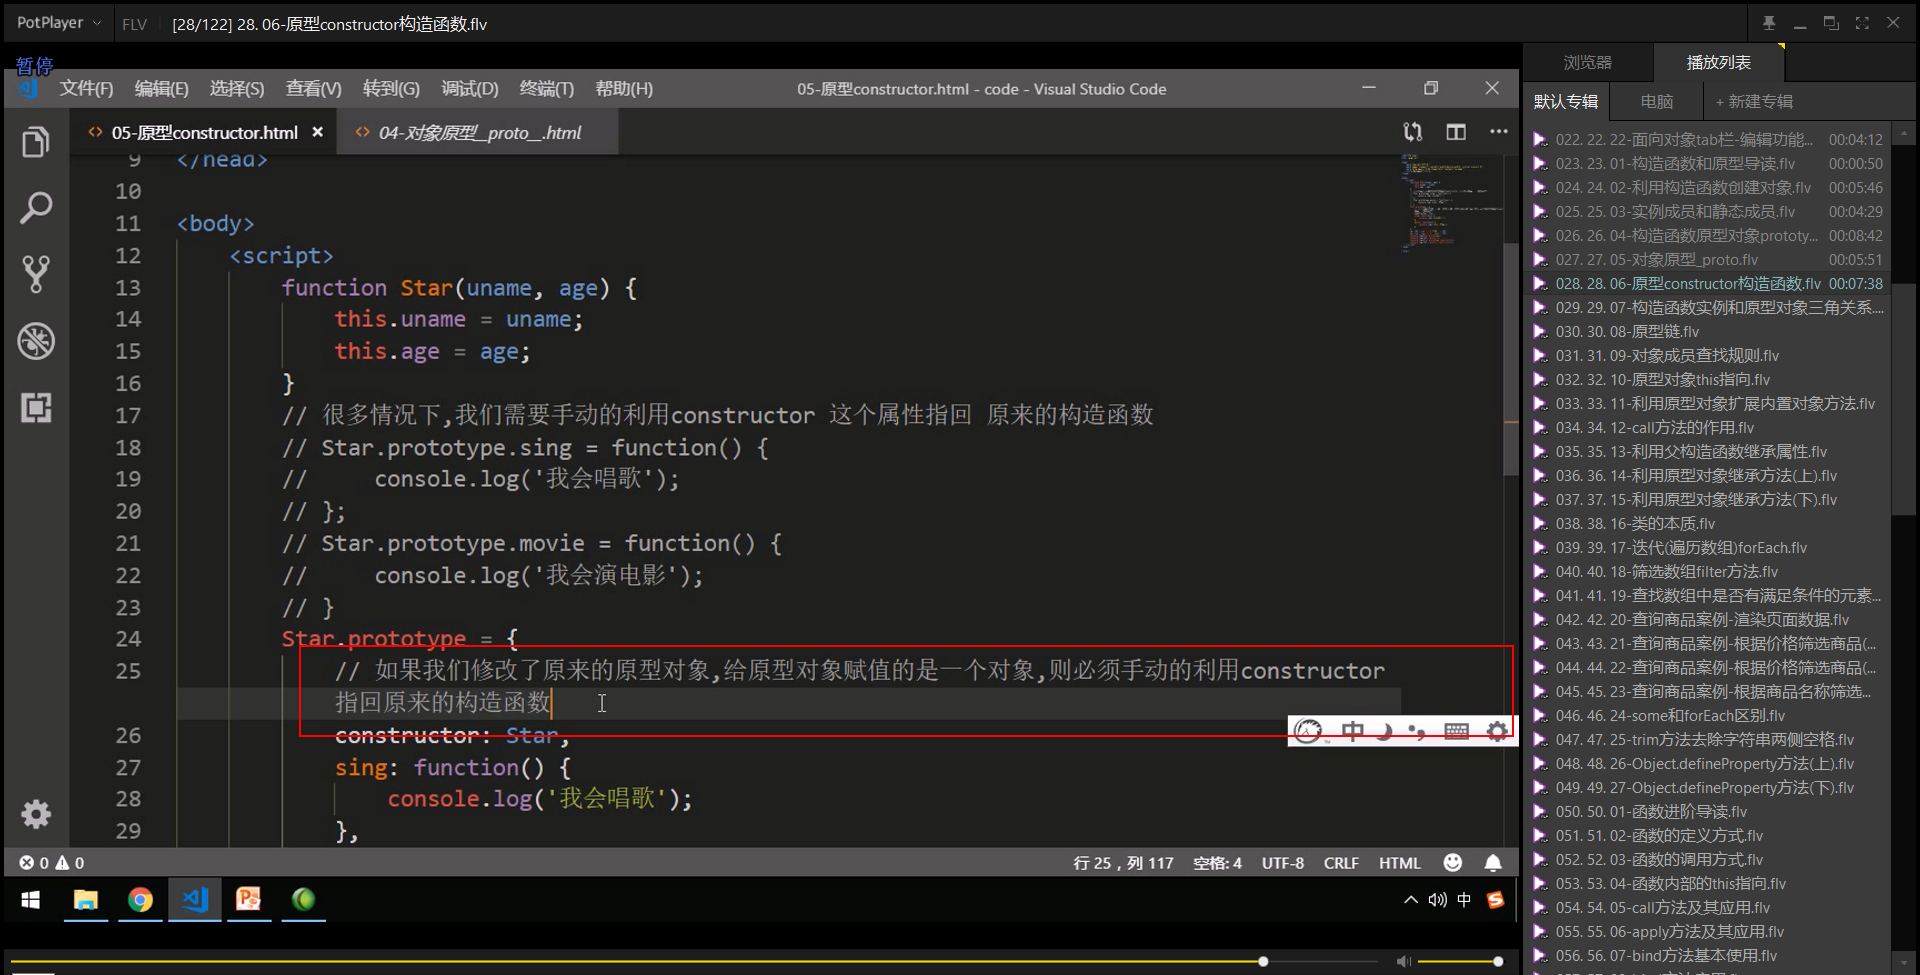 PotPlayer
FLV
[28/122] 28. 06-原型constructor构造函数.flv
暂停
文件(F) 编辑(E) 选择(S) 查看(V) 转到(G) 调试(D) 终端(T) 帮助(H)
05-原型constructor.html - code - Visual Studio Code
05-原型constructor.html
04-对象原型__proto__.html
9 </head>
10
11 <body>
12 <script>
13 function Star(uname, age) {
14 this.uname = uname;
15 this.age = age;
16 }
17 // 很多情况下,我们需要手动的利用constructor 这个属性指回 原来的构造函数
18 // Star.prototype.sing = function() {
19 // console.log('我会唱歌');
20 // };
21 // Star.prototype.movie = function() {
22 // console.log('我会演电影');
23 // }
24 Star.prototype = {
25 // 如果我们修改了原来的原型对象,给原型对象赋值的是一个对象,则必须手动的利用constructor
指回原来的构造函数
26 constructor: Star,
27 sing: function() {
28 console.log('我会唱歌');
29 },
中
0 0
行 25，列 117 空格: 4 UTF-8 CRLF HTML
中
浏览器 播放列表
默认专辑 电脑 + 新建专辑
022. 22. 22-面向对象tab栏-编辑功能... 00:04:12
023. 23. 01-构造函数和原型导读.flv 00:00:50
024. 24. 02-利用构造函数创建对象.flv 00:05:46
025. 25. 03-实例成员和静态成员.flv 00:04:29
026. 26. 04-构造函数原型对象prototy... 00:08:42
027. 27. 05-对象原型_proto.flv 00:05:51
028. 28. 06-原型constructor构造函数.flv 00:07:38
029. 29. 07-构造函数实例和原型对象三角关系....
030. 30. 08-原型链.flv
031. 31. 09-对象成员查找规则.flv
032. 32. 10-原型对象this指向.flv
033. 33. 11-利用原型对象扩展内置对象方法.flv
034. 34. 12-call方法的作用.flv
035. 35. 13-利用父构造函数继承属性.flv
036. 36. 14-利用原型对象继承方法(上).flv
037. 37. 15-利用原型对象继承方法(下).flv
038. 38. 16-类的本质.flv
039. 39. 17-迭代(遍历数组)forEach.flv
040. 40. 18-筛选数组filter方法.flv
041. 41. 19-查找数组中是否有满足条件的元素...
042. 42. 20-查询商品案例-渲染页面数据.flv
043. 43. 21-查询商品案例-根据价格筛选商品(...
044. 44. 22-查询商品案例-根据价格筛选商品(...
045. 45. 23-查询商品案例-根据商品名称筛选...
046. 46. 24-some和forEach区别.flv
047. 47. 25-trim方法去除字符串两侧空格.flv
048. 48. 26-Object.defineProperty方法(上).flv
049. 49. 27-Object.defineProperty方法(下).flv
050. 50. 01-函数进阶导读.flv
051. 51. 02-函数的定义方式.flv
052. 52. 03-函数的调用方式.flv
053. 53. 04-函数内部的this指向.flv
054. 54. 05-call方法及其应用.flv
055. 55. 06-apply方法及其应用.flv
056. 56. 07-bind方法基本使用.flv